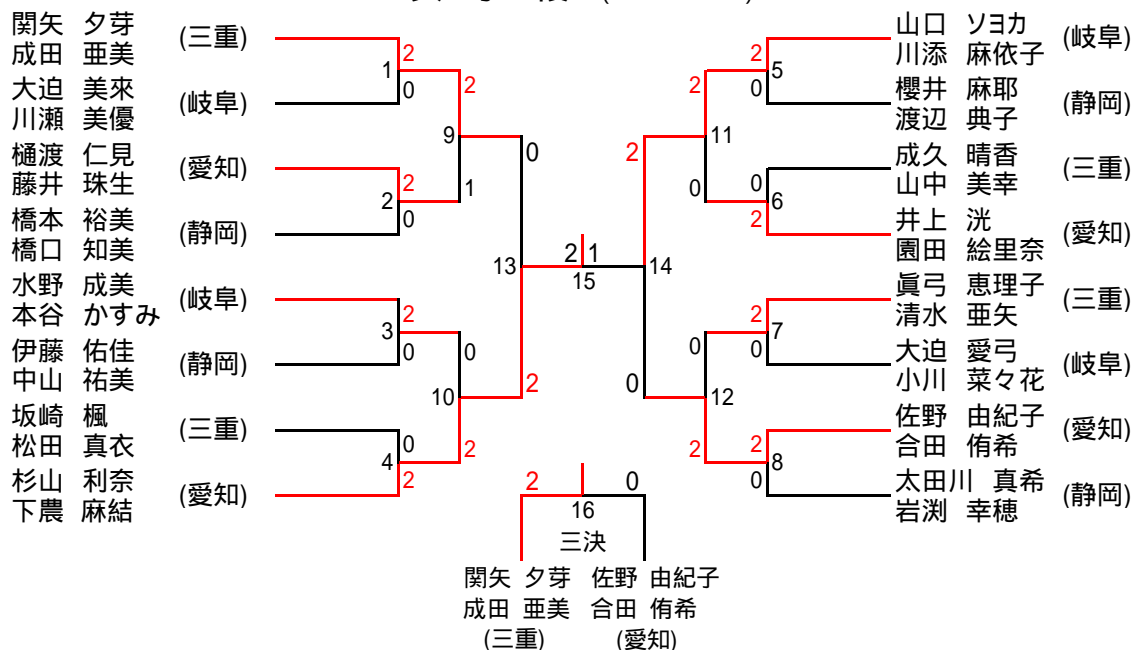 関矢 夕芽
成田 亜美
(三重)
大迫 美來
川瀬 美優
(岐阜)
樋渡 仁見
藤井 珠生
(愛知)
橋本 裕美
橋口 知美
(静岡)
水野 成美
本谷 かすみ
(岐阜)
伊藤 佑佳
中山 祐美
(静岡)
坂崎 楓
松田 真衣
(三重)
杉山 利奈
下農 麻結
(愛知)
1
2
0
2
2
0
3
2
0
4
0
2
9
2
1
10
0
2
13
0
2
2 1
15
14
2
0
11
2
0
12
0
2
5
2
0
6
0
2
7
2
0
8
2
0
山口 ソヨカ
川添 麻依子
(岐阜)
櫻井 麻耶
渡辺 典子
(静岡)
成久 晴香
山中 美幸
(三重)
井上 洸
園田 絵里奈
(愛知)
眞弓 恵理子
清水 亜矢
(三重)
大迫 愛弓
小川 菜々花
(岐阜)
佐野 由紀子
合田 侑希
(愛知)
太田川 真希
岩渕 幸穂
(静岡)
2 0
16
三決
関矢 夕芽
成田 亜美
(三重)
佐野 由紀子
合田 侑希
(愛知)